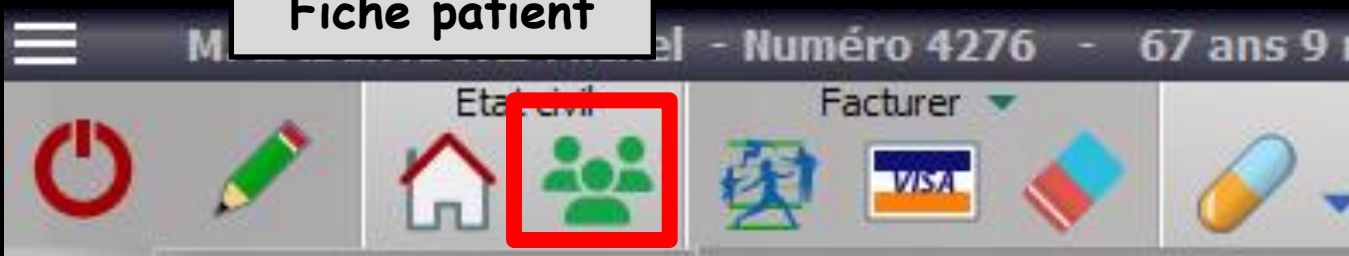 Fiche patient
M. el - Numéro 4276 - 67 ans 9
Etat civil
Facturer
VISA